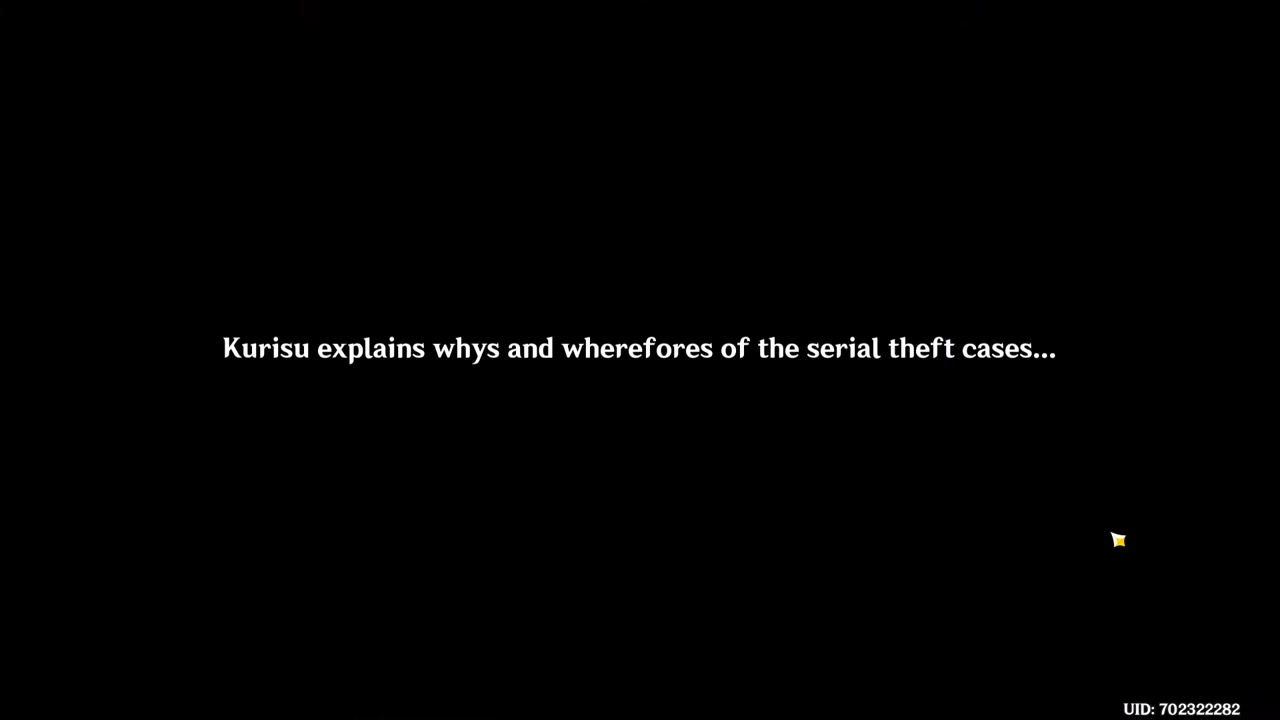 Kurisu explains whys and wherefores of the serial theft cases...
UID: 702322282